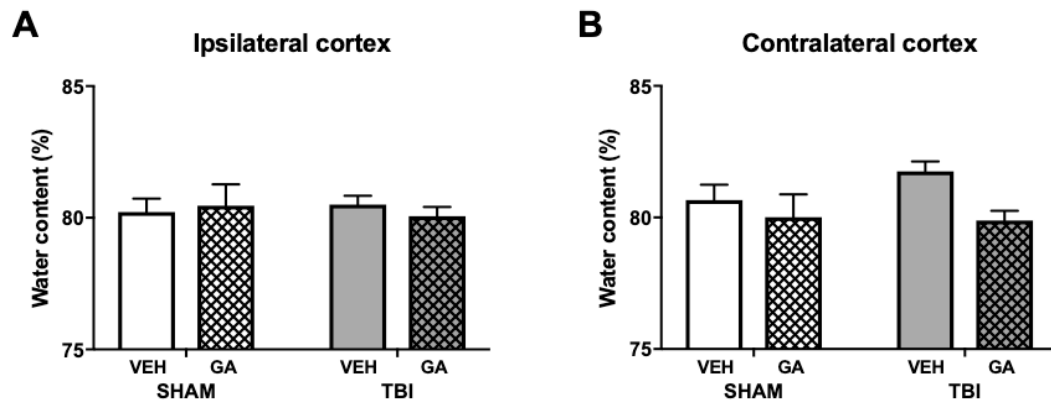 A
Ipsilateral cortex
Water content (%)
85
80
75
VEH GA VEH GA
SHAM TBI
B
Contralateral cortex
Water content (%)
85
80
75
VEH GA VEH GA
SHAM TBI